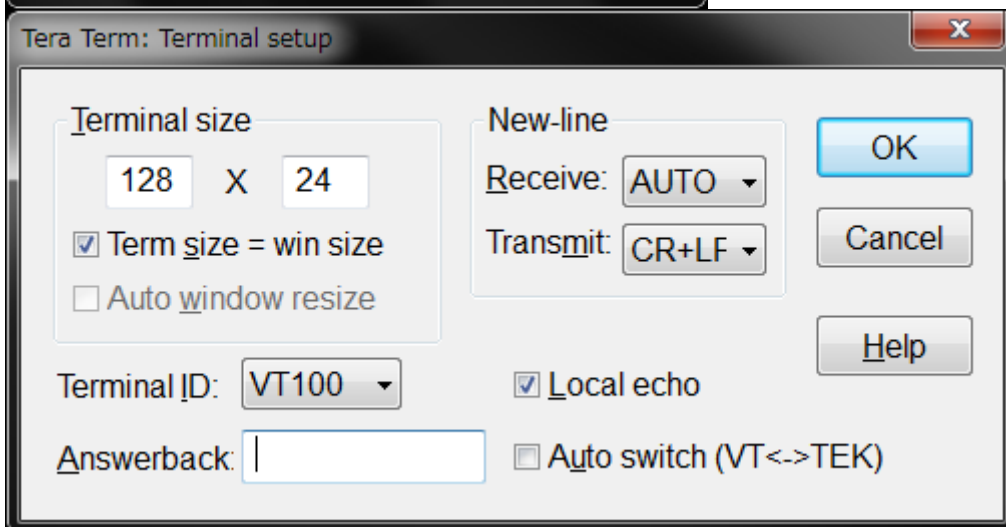 Tera Term: Terminal setup
x
Terminal size
128 X 24
Term size = win size
Auto window resize
New-line
Receive: AUTO
Transmit: CR+LF
OK
Cancel
Help
Terminal ID: VT100
Local echo
Answerback:
Auto switch (VT<->TEK)